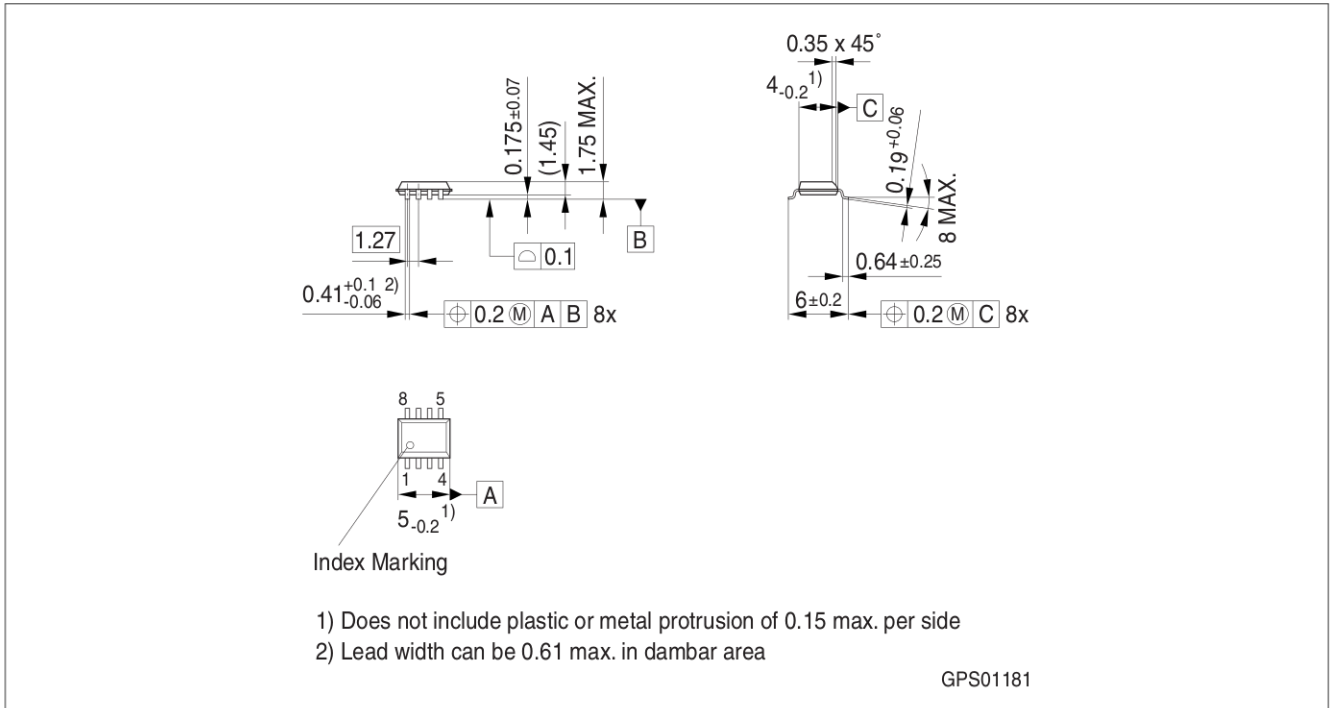 0.35 x 45˚
4-0.2 1)
C
0.175±0.07
(1.45)
1.75 MAX.
0.19 +0.06
8 MAX.
B
1.27
0.1
0.64±0.25
0.41 +0.1 -0.06 2)
0.2 Ⓜ A B 8x
6±0.2
0.2 Ⓜ C 8x
8 5
1 4
A
5-0.2 1)
Index Marking
1) Does not include plastic or metal protrusion of 0.15 max. per side
2) Lead width can be 0.61 max. in dambar area
GPS01181